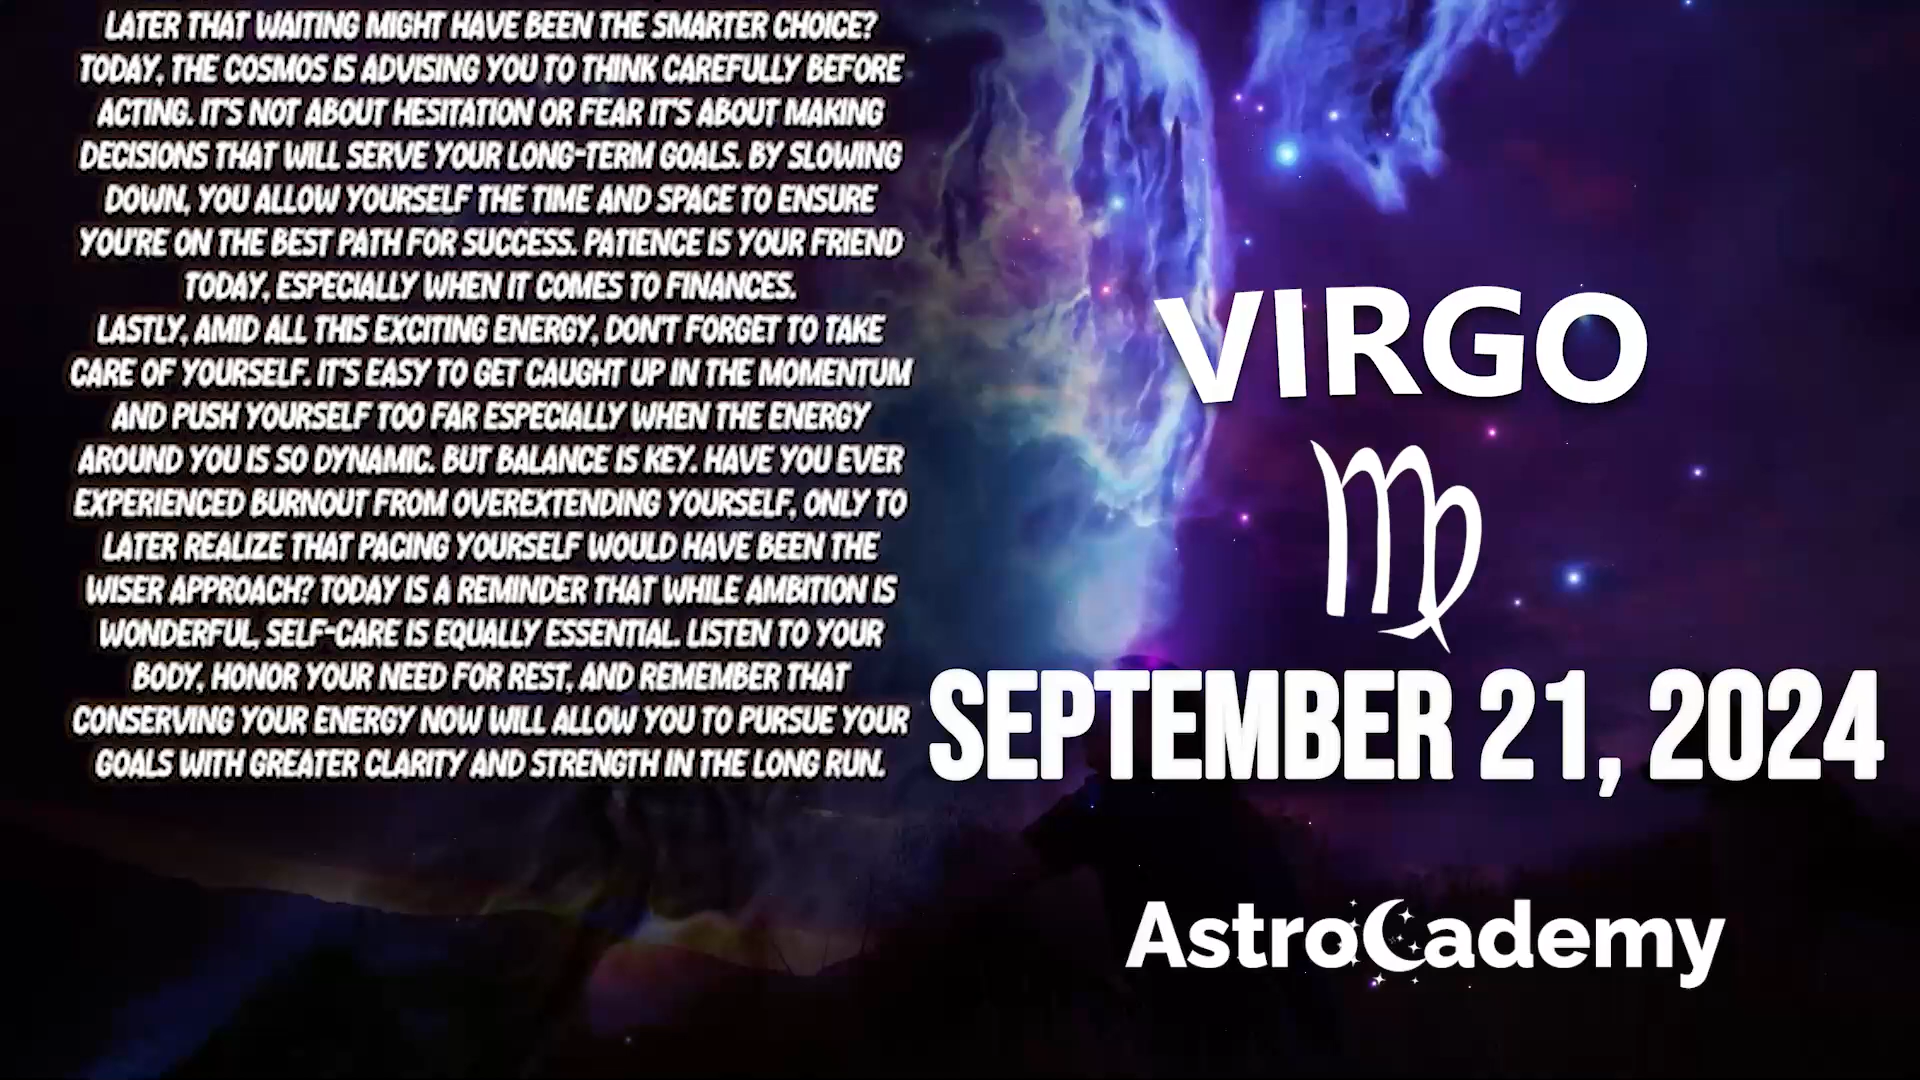 LATER THAT WAITING MIGHT HAVE BEEN THE SMARTER CHOICE?
TODAY, THE COSMOS IS ADVISING YOU TO THINK CAREFULLY BEFORE
ACTING. IT'S NOT ABOUT HESITATION OR FEAR IT'S ABOUT MAKING
DECISIONS THAT WILL SERVE YOUR LONG-TERM GOALS. BY SLOWING
DOWN, YOU ALLOW YOURSELF THE TIME AND SPACE TO ENSURE
YOU'RE ON THE BEST PATH FOR SUCCESS. PATIENCE IS YOUR FRIEND
TODAY, ESPECIALLY WHEN IT COMES TO FINANCES.
LASTLY, AMID ALL THIS EXCITING ENERGY, DON'T FORGET TO TAKE
CARE OF YOURSELF. IT'S EASY TO GET CAUGHT UP IN THE MOMENTUM
AND PUSH YOURSELF TOO FAR ESPECIALLY WHEN THE ENERGY
AROUND YOU IS SO DYNAMIC. BUT BALANCE IS KEY. HAVE YOU EVER
EXPERIENCED BURNOUT FROM OVEREXTENDING YOURSELF, ONLY TO
LATER REALIZE THAT PACING YOURSELF WOULD HAVE BEEN THE
WISER APPROACH? TODAY IS A REMINDER THAT WHILE AMBITION IS
WONDERFUL, SELF-CARE IS EQUALLY ESSENTIAL. LISTEN TO YOUR
BODY, HONOR YOUR NEED FOR REST, AND REMEMBER THAT
CONSERVING YOUR ENERGY NOW WILL ALLOW YOU TO PURSUE YOUR
GOALS WITH GREATER CLARITY AND STRENGTH IN THE LONG RUN.
VIRGO
♍
SEPTEMBER 21, 2024
AstroCademy